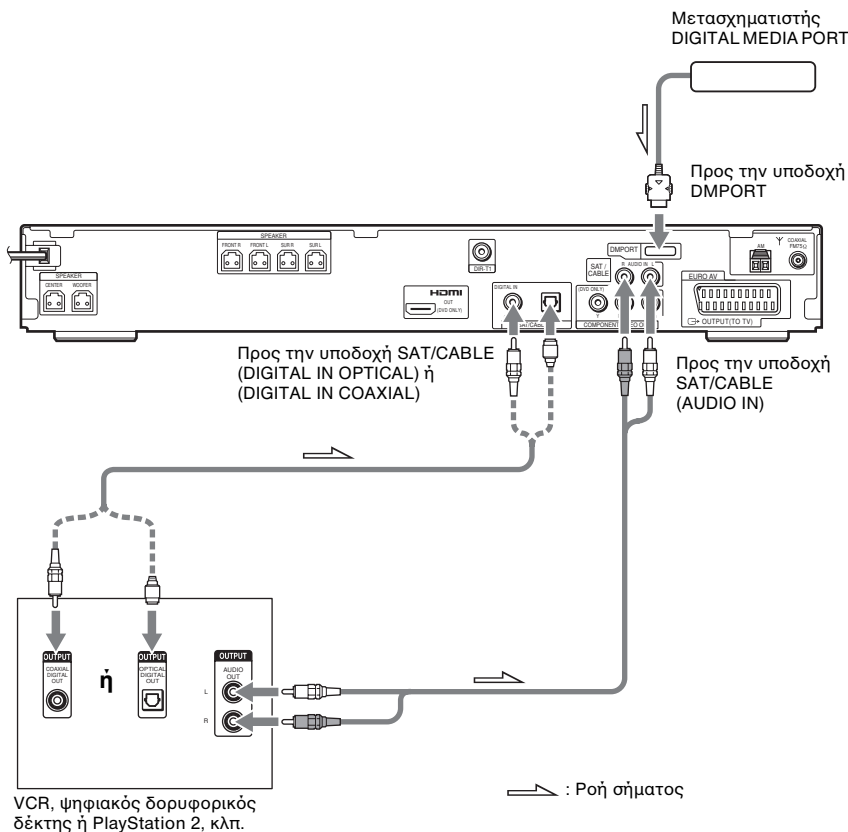 Μετασχηματιστής
DIGITAL MEDIA PORT
Προς την υποδοχή
DMPORT
SPEAKER
FRONT R FRONT L SUR R SUR L
SPEAKER
CENTER WOOFER
DIR-T1
HDMI
OUT
(DVD ONLY)
DIGITAL IN
SAT/CABLE
DMPORT
SAT /
CABLE
R AUDIO IN L
(DVD ONLY)
Y
COMPONENT VIDEO
AM
COAXIAL
FM75Ω
EURO AV
OUTPUT(TO TV)
Προς την υποδοχή SAT/CABLE
(DIGITAL IN OPTICAL) ή
(DIGITAL IN COAXIAL)
Προς την υποδοχή
SAT/CABLE
(AUDIO IN)
OUTPUT
COAXIAL
DIGITAL
OUT
ή
OUTPUT
OPTICAL
DIGITAL
OUT
OUTPUT
AUDIO
OUT
L
R
: Ροή σήματος
VCR, ψηφιακός δορυφορικός
δέκτης ή PlayStation 2, κλπ.